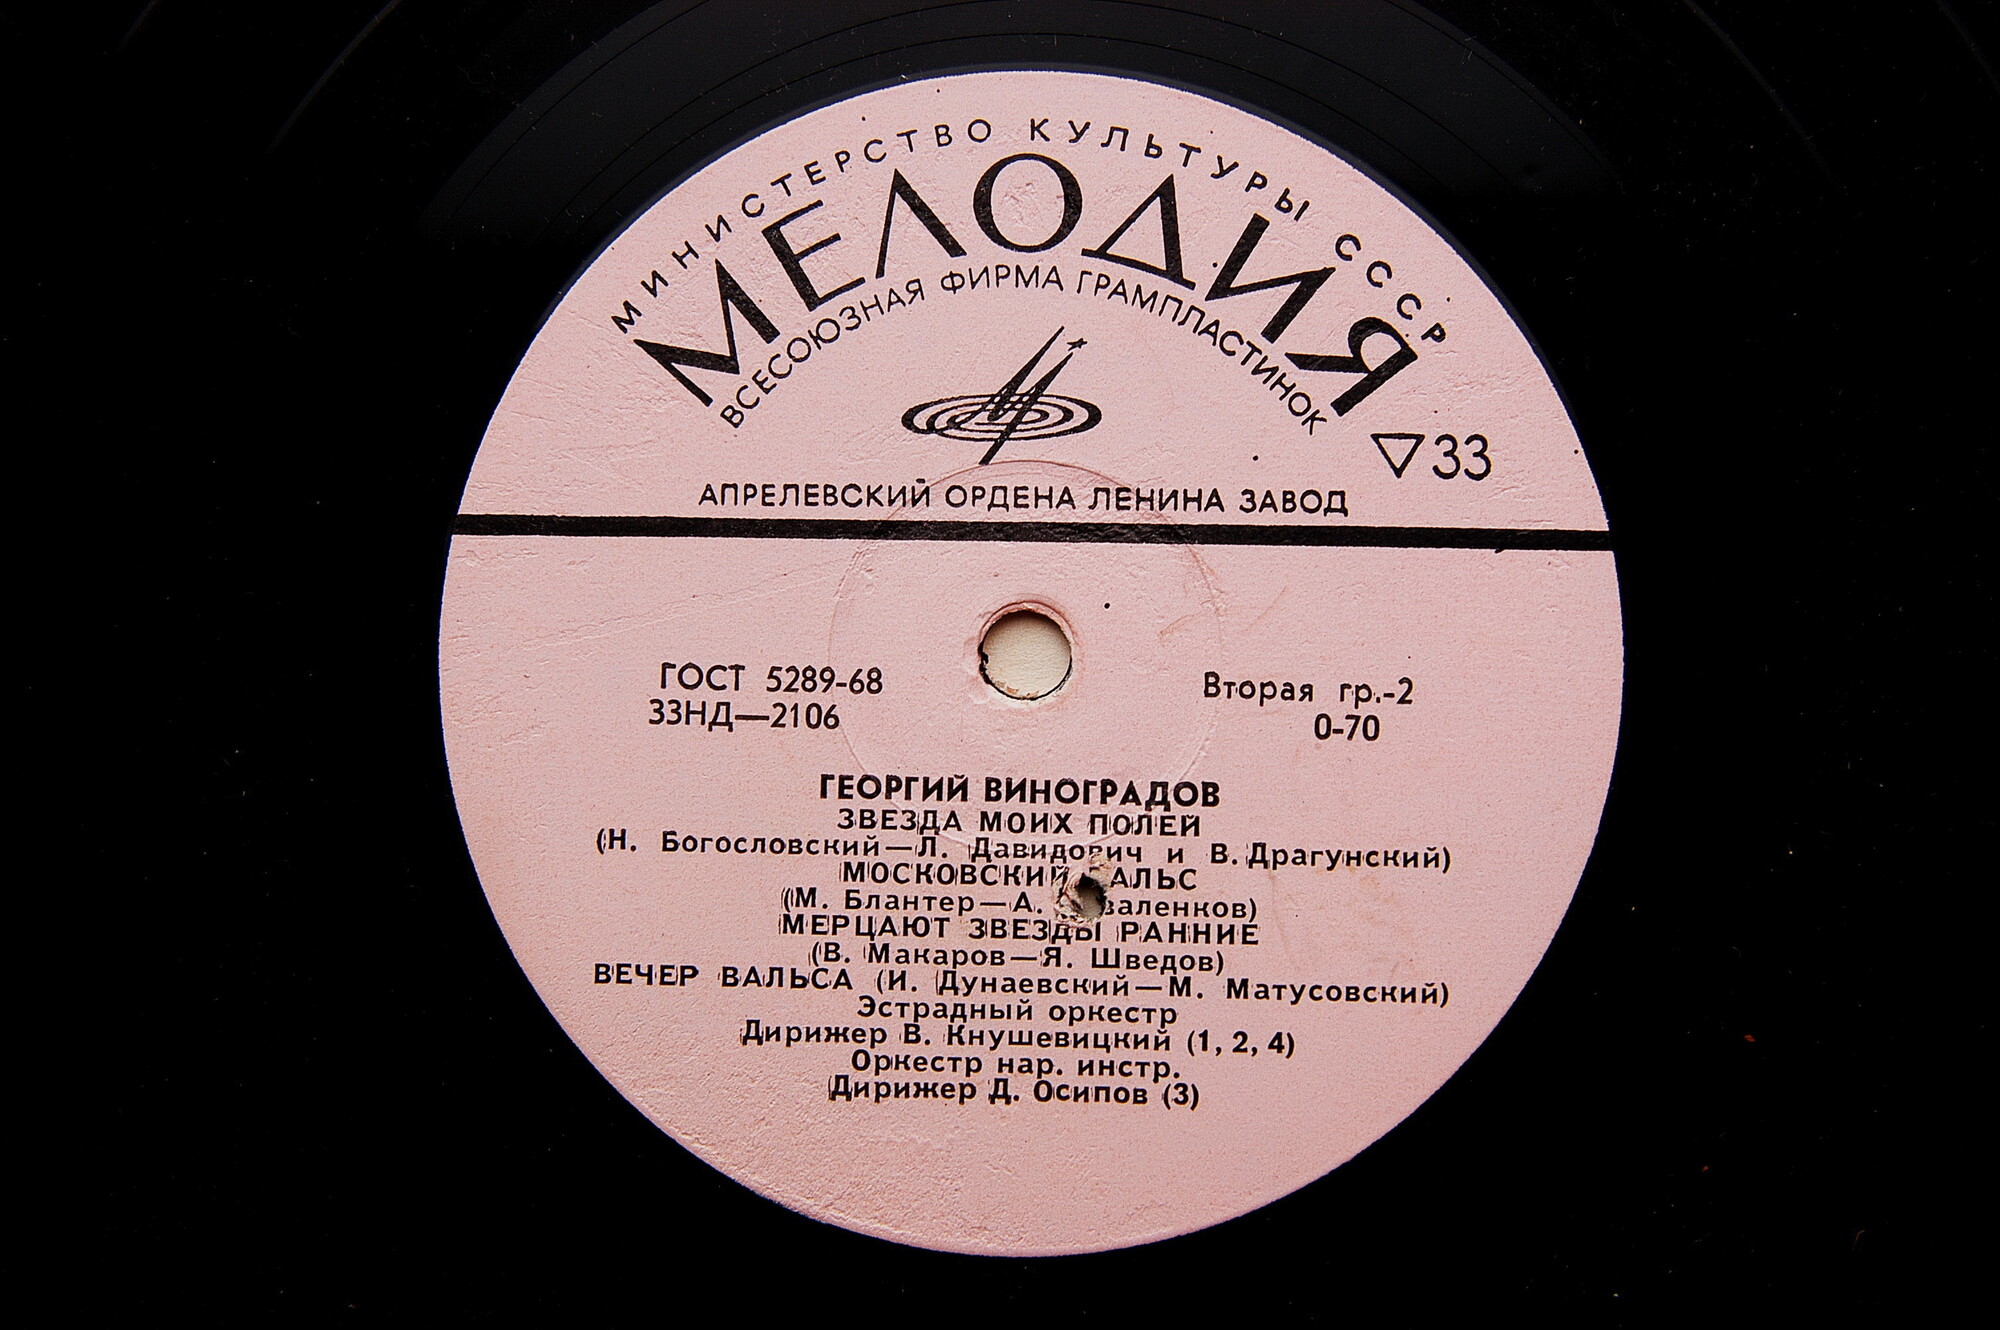 МИНИСТЕРСТВО КУЛЬТУРЫ СССР
МЕЛОДИЯ
ВСЕСОЮЗНАЯ ФИРМА ГРАМПЛАСТИНОК
33
АПРЕЛЕВСКИЙ ОРДЕНА ЛЕНИНА ЗАВОД
ГОСТ 5289-68
33НД—2106
Вторая гр.-2
0-70
ГЕОРГИЙ ВИНОГРАДОВ
ЗВЕЗДА МОИХ ПОЛЕЙ
(Н. Богословский—Л. Давидович и В. Драгунский)
МОСКОВСКИЙ
(М. Блантер—А.
МЕРЦАЮТ ЗВЕЗДЫ РАННИЕ
(В. Макаров—Я. Шведов)
ВЕЧЕР ВАЛЬСА (И. Дунаевский—М. Матусовский)
Эстрадный оркестр
Дирижер В. Кнушевицкий (1, 2, 4)
Оркестр нар. инстр.
Дирижер Д. Осипов (3)